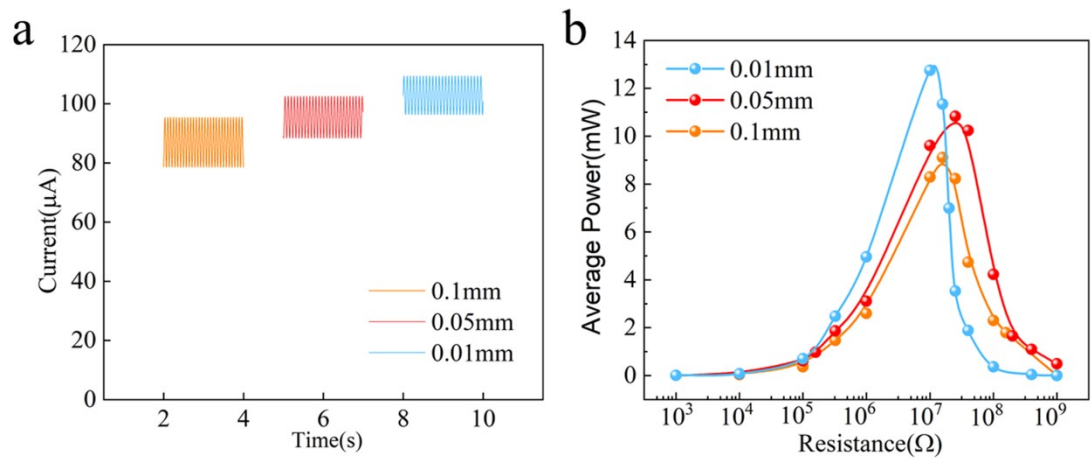 a
120
100
80
60
40
20
0
Current(μA)
0.1mm
0.05mm
0.01mm
2
4
6
8
10
Time(s)
b
14
12
10
8
6
4
2
0
Average Power(mW)
0.01mm
0.05mm
0.1mm
10³
10⁴
10⁵
10⁶
10⁷
10⁸
10⁹
Resistance(Ω)